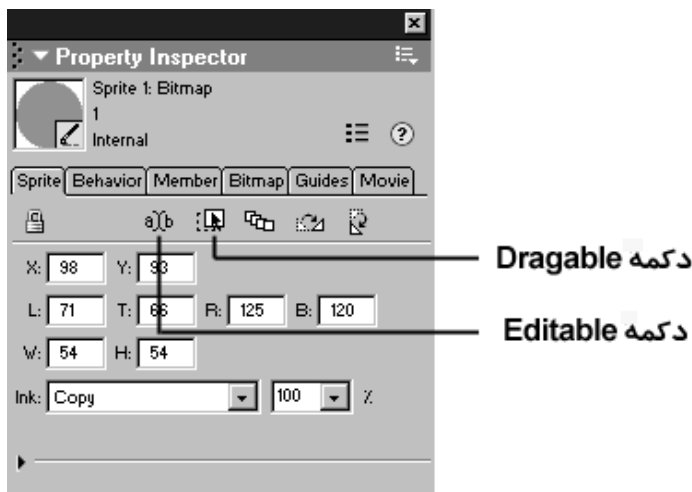 Property Inspector
Sprite 1: Bitmap
1
Internal
Sprite Behavior Member Bitmap Guides Movie
a b
X: 98 Y: 93
دکمه Dragable
L: 71 T: 66 R: 125 B: 120
دکمه Editable
W: 54 H: 54
Ink: Copy 100 %